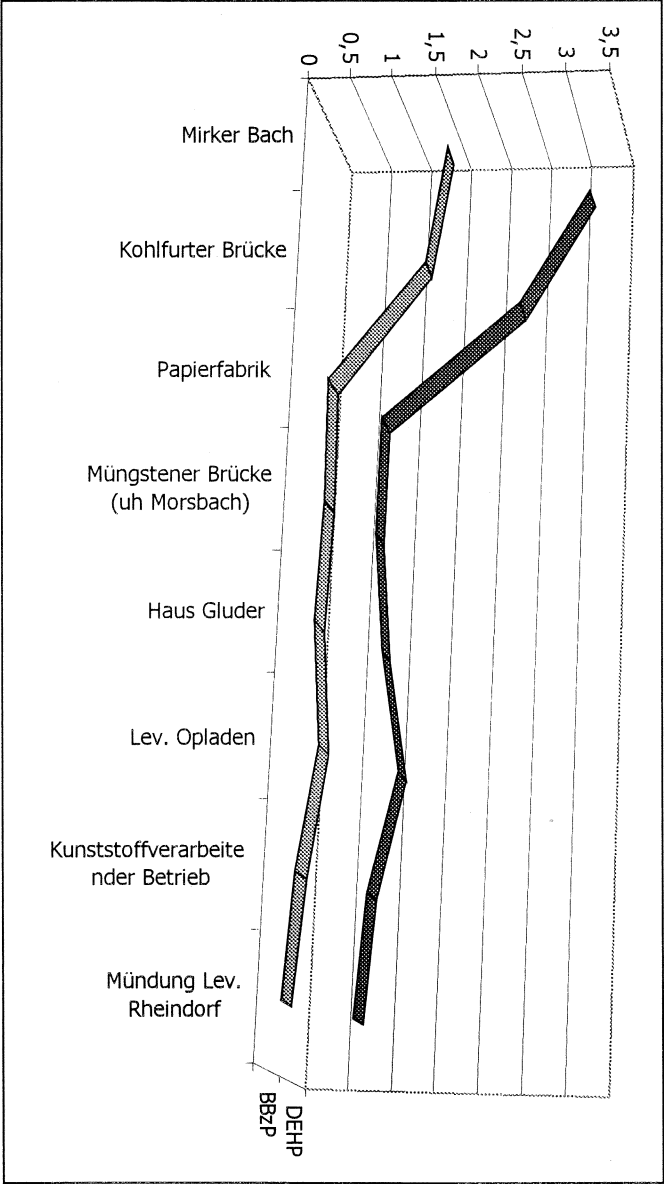 3,5
3
2,5
2
1,5
1
0,5
0
Mirker Bach
Kohlfurter Brücke
Papierfabrik
Müngstener Brücke
(uh Morsbach)
Haus Gluder
Lev. Opladen
Kunststoffverarbeite
nder Betrieb
Mündung Lev.
Rheindorf
DEHP
BBzP